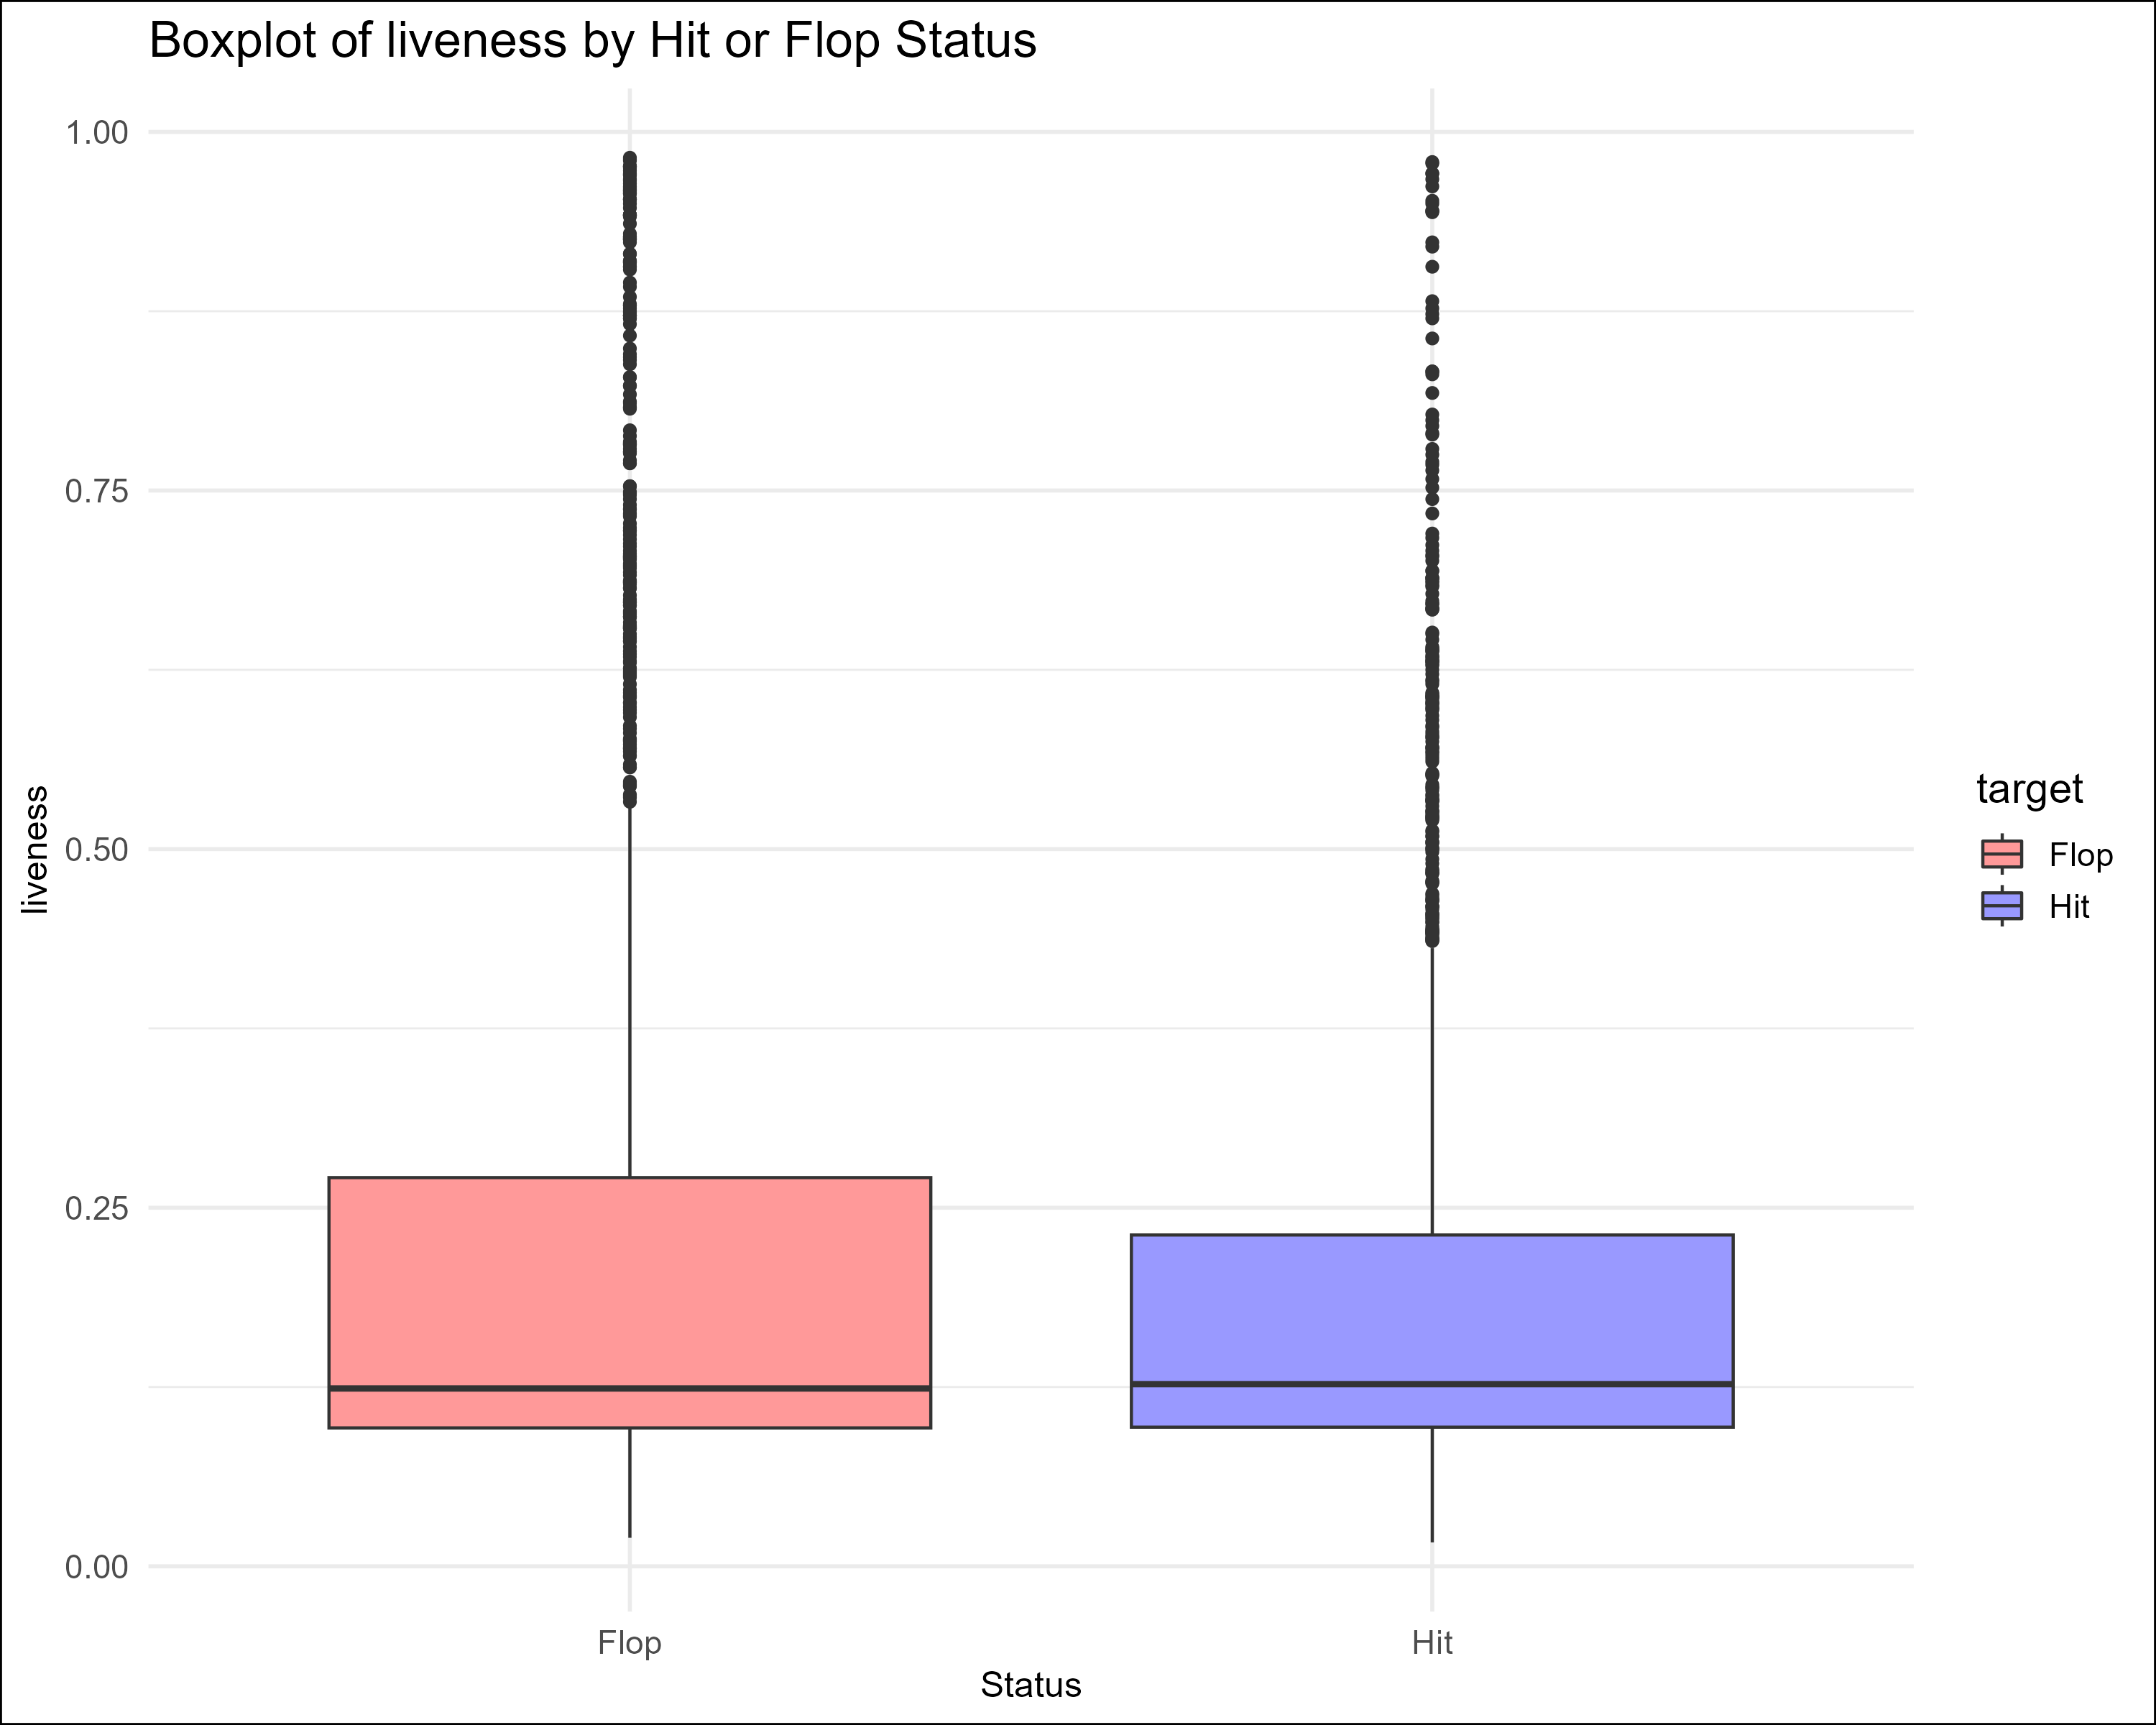 Boxplot of liveness by Hit or Flop Status
1.00
0.75
0.50
0.25
0.00
liveness
Flop
Hit
Status
target
Flop
Hit